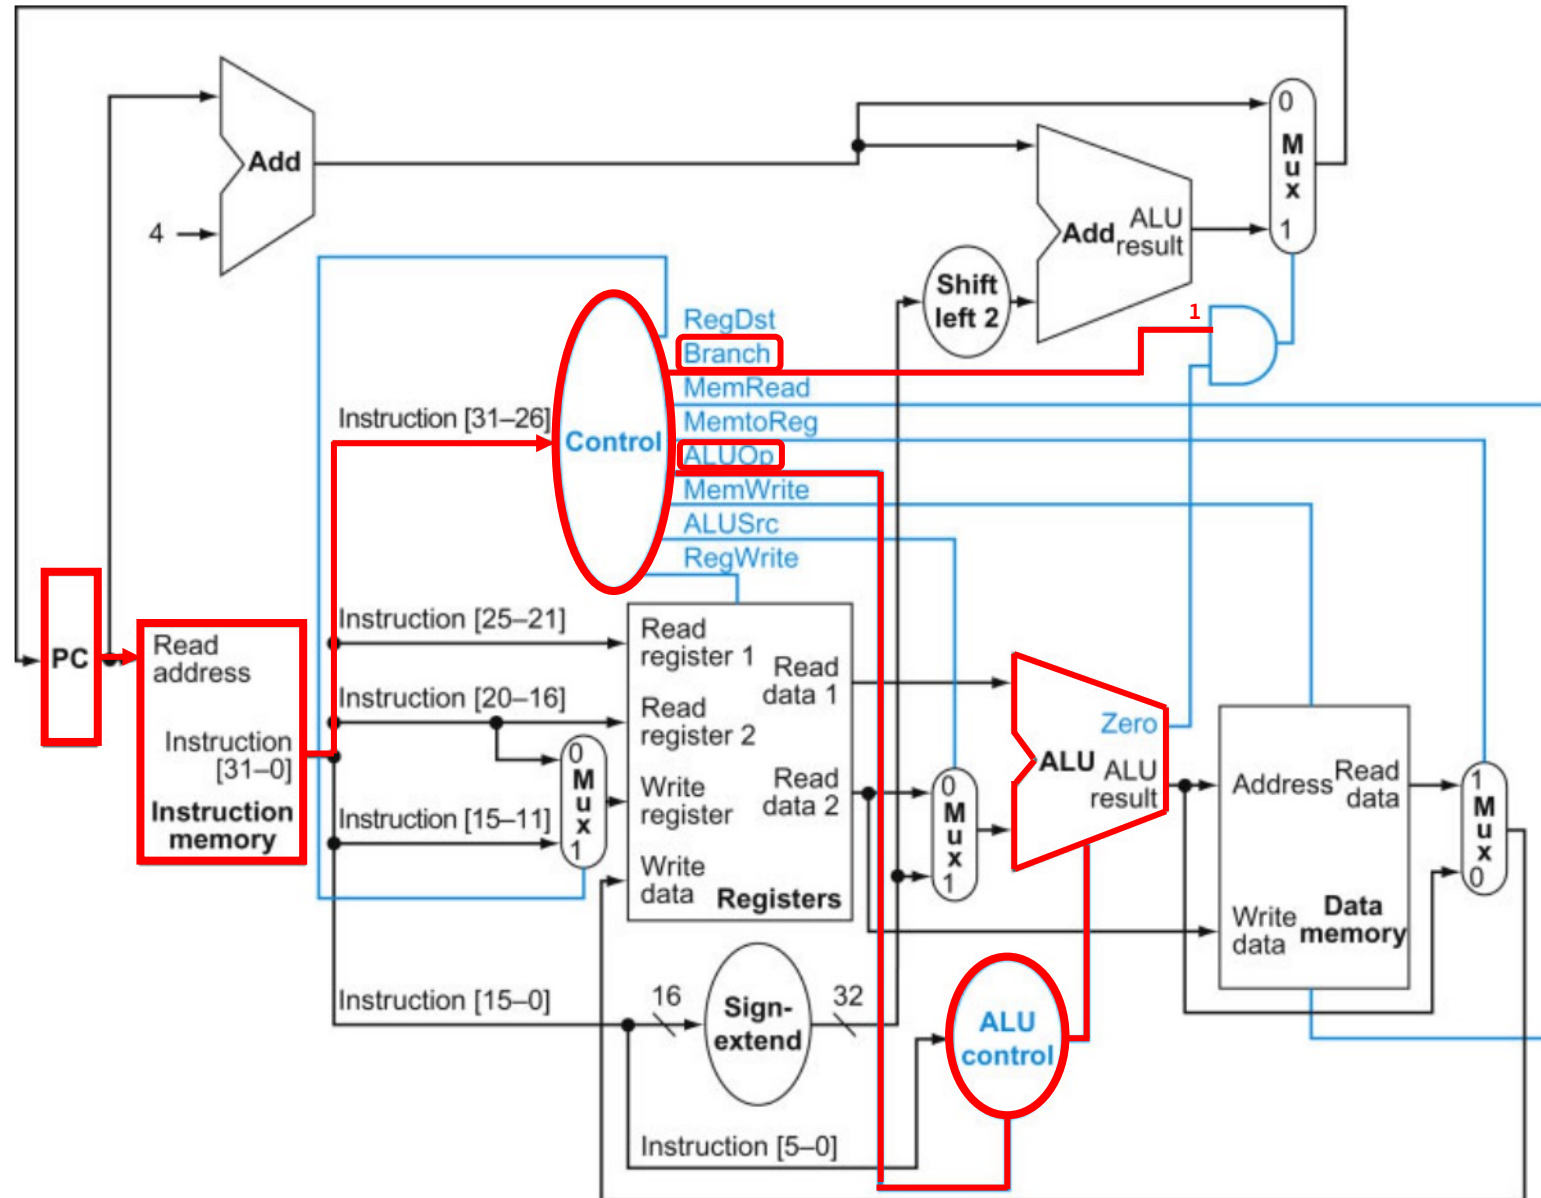 Add
4
0
M
u
x
1
Add
ALU
result
Shift
left 2
1
RegDst
Branch
MemRead
MemtoReg
ALUOp
MemWrite
ALUSrc
RegWrite
Control
Instruction [31–26]
PC
Read
address
Instruction
[31–0]
Instruction
memory
Instruction [25–21]
Instruction [20–16]
Instruction [15–11]
0
M
u
x
1
Read
register 1
Read
register 2
Write
register
Write
data
Read
data 1
Read
data 2
Registers
0
M
u
x
1
Zero
ALU
ALU
result
Address
Read
data
Write
data
Data
memory
1
M
u
x
0
Instruction [15–0]
16
Sign-
extend
32
ALU
control
Instruction [5–0]